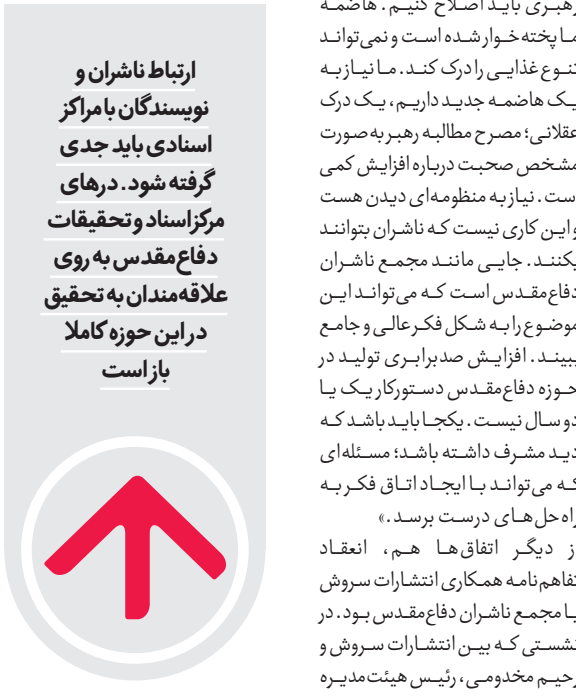 رهبری باید اصلاح کنیم. هاضمه
ما پخته‌خوار شده است و نمی‌تواند
تنوع غذایی را درک کند. ما نیاز به
یک هاضمه جدید داریم، یک درک
عقلانی؛ مصرح مطالبه رهبر به صورت
مشخص صحبت درباره افزایش کمی
است. نیاز به منظومه‌ای دیدن هست
و این کاری نیست که ناشران بتوانند
بکنند. جایی مانند مجمع ناشران
دفاع‌مقدس است که می‌تواند این
موضوع را به شکل فکر عالی و جامع
ببیند. افزایش صدبرابری تولید در
حوزه دفاع‌مقدس دستورکار یک یا
دو سال نیست. یکجا باید باشد که
دید مشرف داشته باشد؛ مسئله‌ای
که می‌تواند با ایجاد اتاق فکر به
راه‌حل‌های درست برسد.»
از دیگر اتفاق‌ها هم، انعقاد
تفاهم‌نامه همکاری انتشارات سروش
با مجمع ناشران دفاع‌مقدس بود. در
نشستی که بین انتشارات سروش و
رحیم مخدومی، رئیس هیئت‌مدیره
ارتباط ناشران و
نویسندگان با مراکز
اسنادی باید جدی
گرفته شود. درهای
مرکز اسناد و تحقیقات
دفاع‌مقدس به روی
علاقه‌مندان به تحقیق
در این حوزه کاملا
باز است